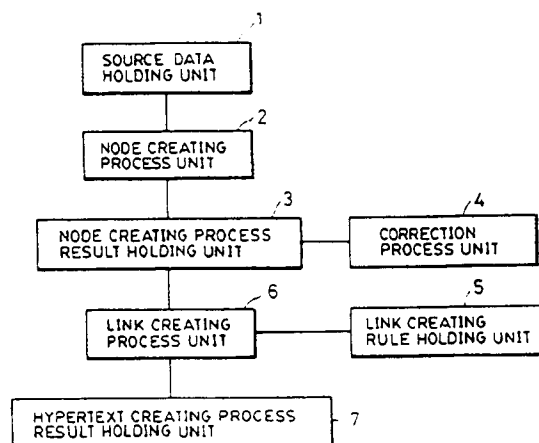 1
SOURCE DATA
HOLDING UNIT
2
NODE CREATING
PROCESS UNIT
3
NODE CREATING PROCESS
RESULT HOLDING UNIT
4
CORRECTION
PROCESS UNIT
6
LINK CREATING
PROCESS UNIT
5
LINK CREATING
RULE HOLDING UNIT
HYPERTEXT CREATING PROCESS
RESULT HOLDING UNIT
7